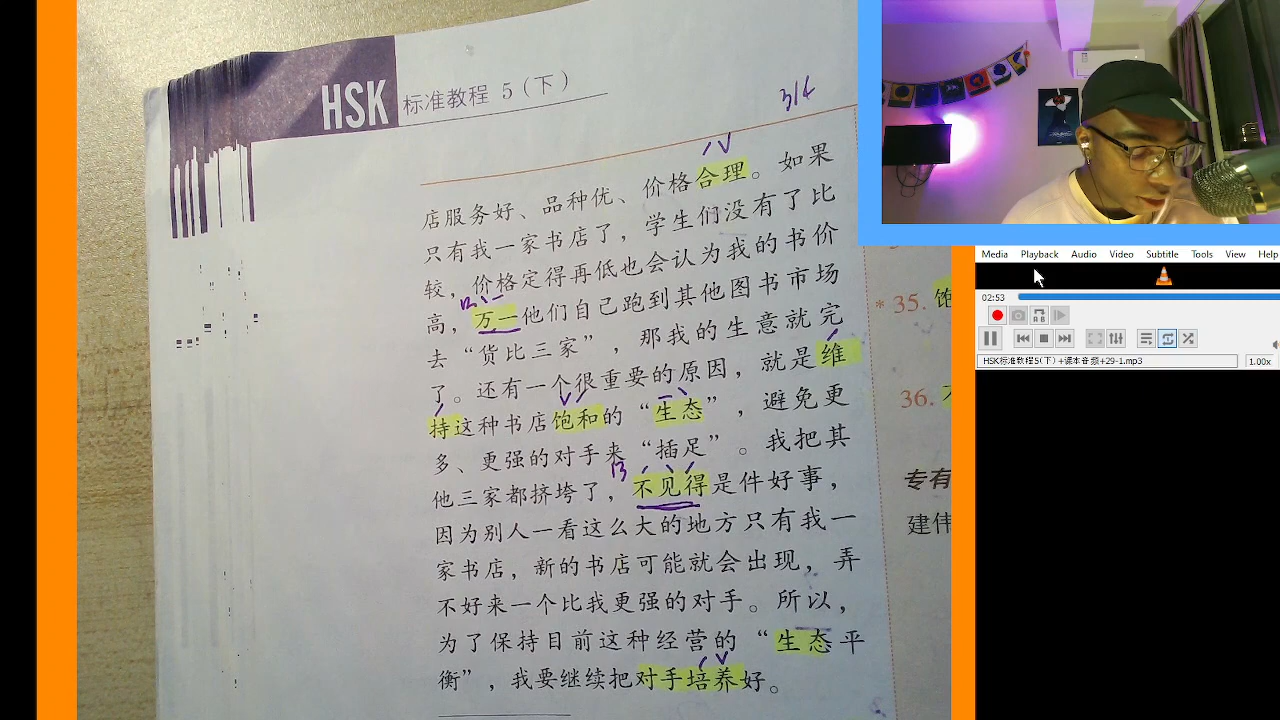 HSK 标准教程 5（下）
314
店服务好、品种优、价格合理。如果
只有我一家书店了，学生们没有了比
较，价格定得再低也会认为我的书价
高，万一他们自己跑到其他图书市场
去“货比三家”，那我的生意就完
了。还有一个很重要的原因，就是维
持这种书店饱和的“生态”，避免更
多、更强的对手来“插足”。我把其
他三家都挤垮了，不见得是件好事，
因为别人一看这么大的地方只有我一
家书店，新的书店可能就会出现，弄
不好来一个比我更强的对手。所以，
为了保持目前这种经营的“生态平
衡”，我要继续把对手培养好。
12
13
* 35. 饱
36.
专有
建伟
Media Playback Audio Video Subtitle Tools View Help
02:53
HSK标准教程5(下)+课本音频+29-1.mp3
1.00x